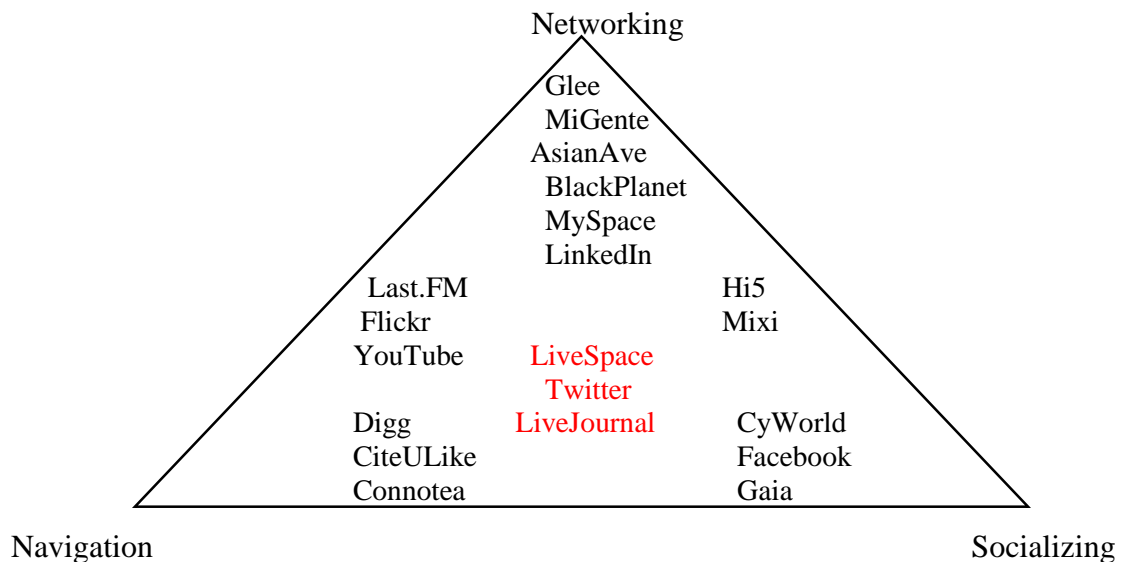 Networking
Glee
MiGente
AsianAve
BlackPlanet
MySpace
LinkedIn
Last.FM Hi5
Flickr Mixi
YouTube LiveSpace
Twitter
Digg LiveJournal CyWorld
CiteULike Facebook
Connotea Gaia
Navigation Socializing